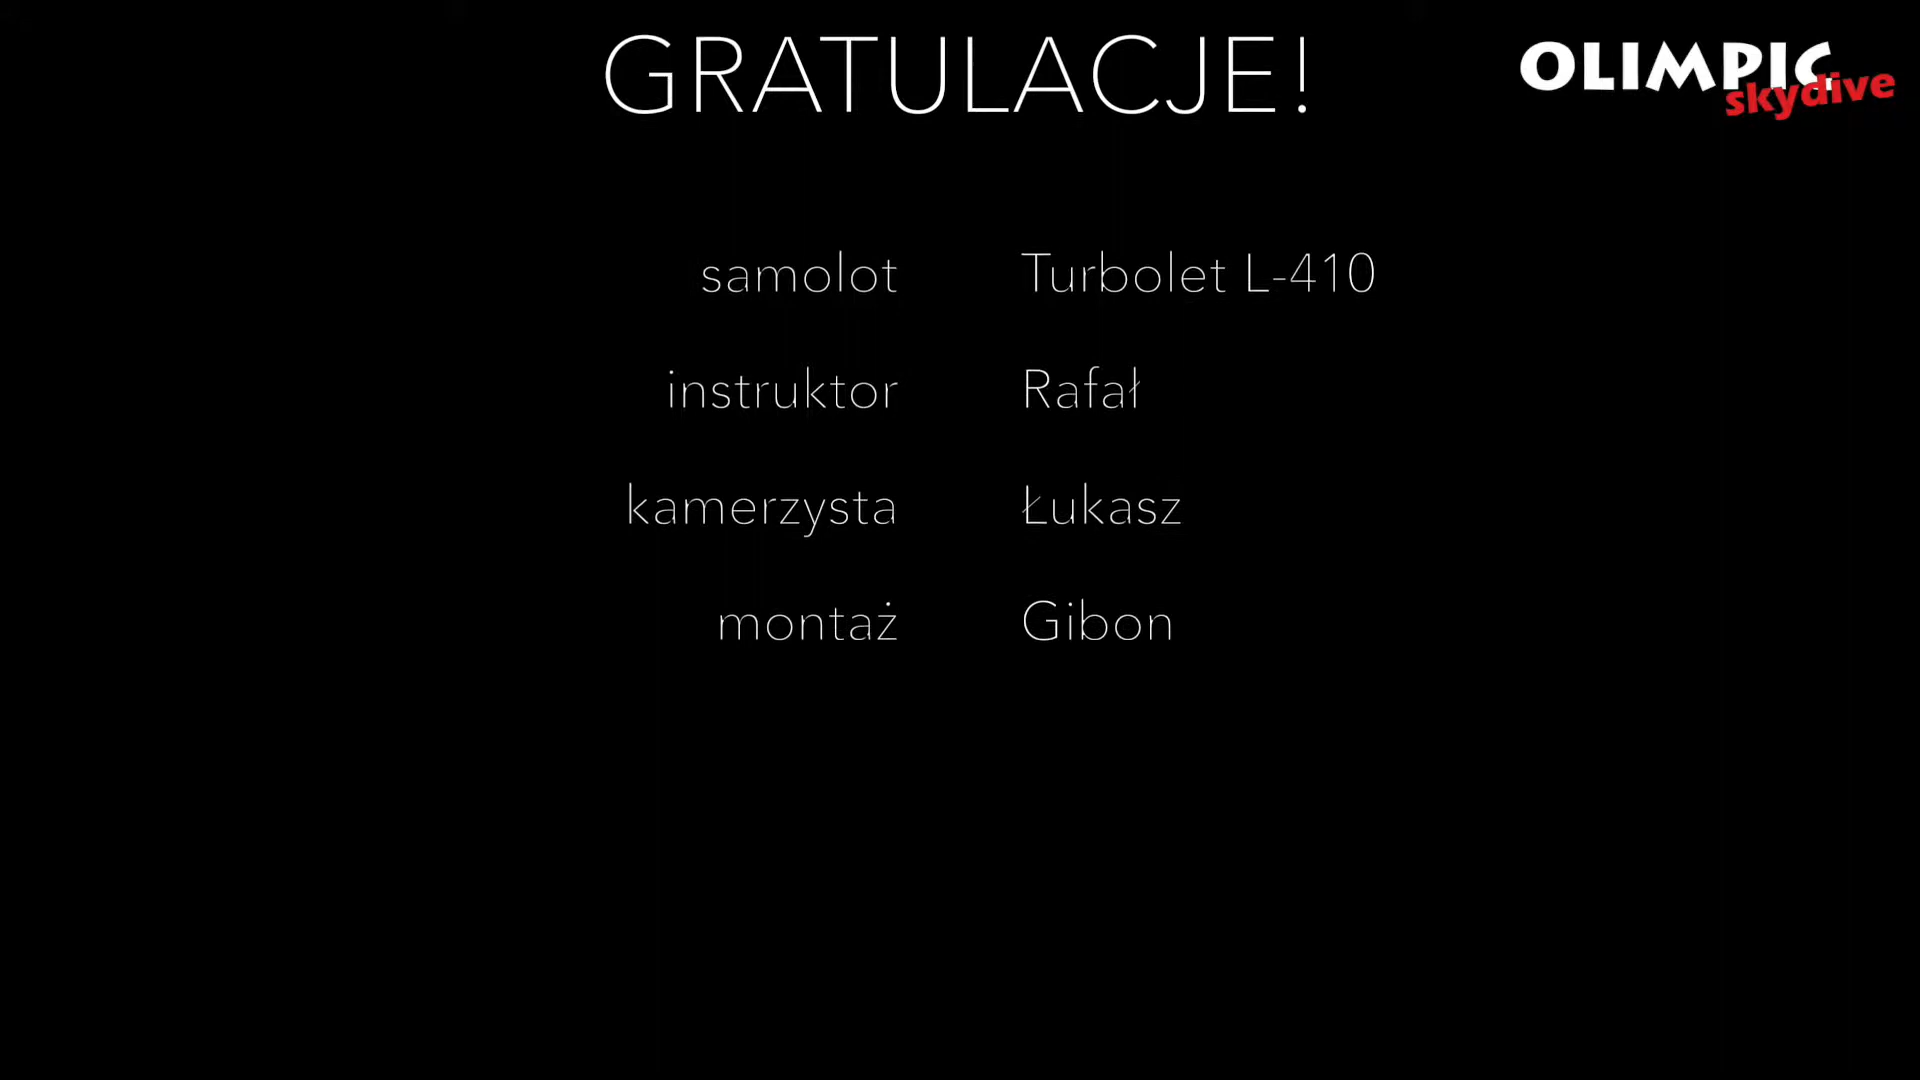 GRATULACJE!
OLIMPIC
skydive
samolot Turbolet L-410
instruktor Rafał
kamerzysta Łukasz
montaż Gibon